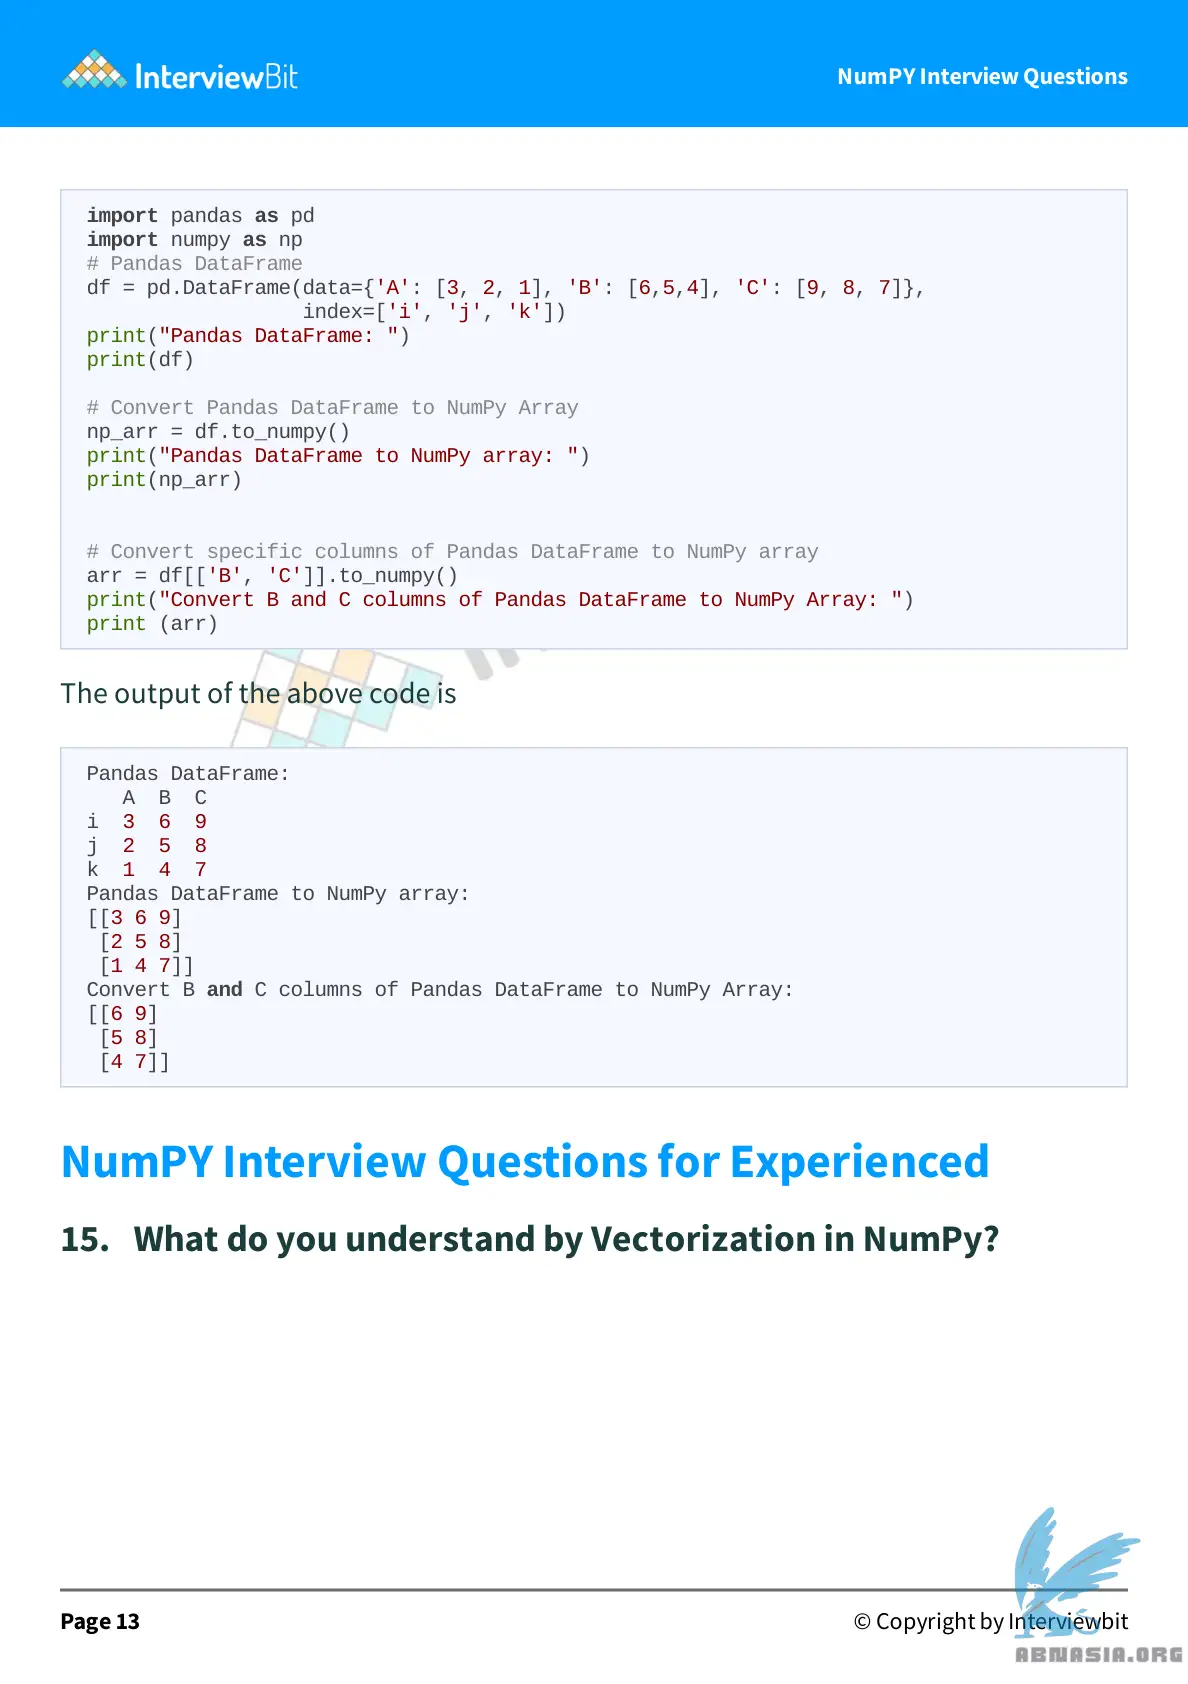 InterviewBit
NumPY Interview Questions
import pandas as pd
import numpy as np
# Pandas DataFrame
df = pd.DataFrame(data={'A': [3, 2, 1], 'B': [6,5,4], 'C': [9, 8, 7]},
                  index=['i', 'j', 'k'])
print("Pandas DataFrame: ")
print(df)

# Convert Pandas DataFrame to NumPy Array
np_arr = df.to_numpy()
print("Pandas DataFrame to NumPy array: ")
print(np_arr)

# Convert specific columns of Pandas DataFrame to NumPy array
arr = df[['B', 'C']].to_numpy()
print("Convert B and C columns of Pandas DataFrame to NumPy Array: ")
print (arr)
The output of the above code is
Pandas DataFrame:
   A  B  C
i  3  6  9
j  2  5  8
k  1  4  7
Pandas DataFrame to NumPy array:
[[3 6 9]
 [2 5 8]
 [1 4 7]]
Convert B and C columns of Pandas DataFrame to NumPy Array:
[[6 9]
 [5 8]
 [4 7]]
NumPY Interview Questions for Experienced
15. What do you understand by Vectorization in NumPy?
Page 13
© Copyright by Interviewbit
ABNASIA.ORG